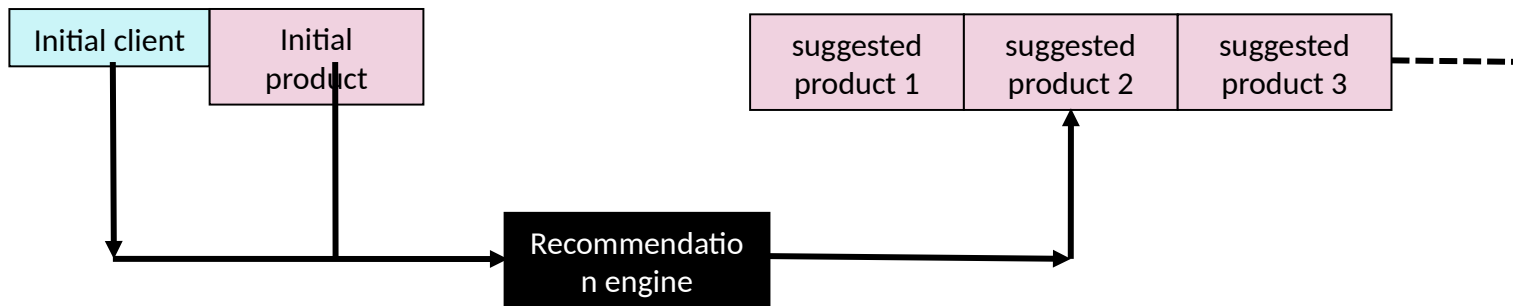 Initial client
Initial
product
suggested
product 1
suggested
product 2
suggested
product 3
Recommendatio
n engine